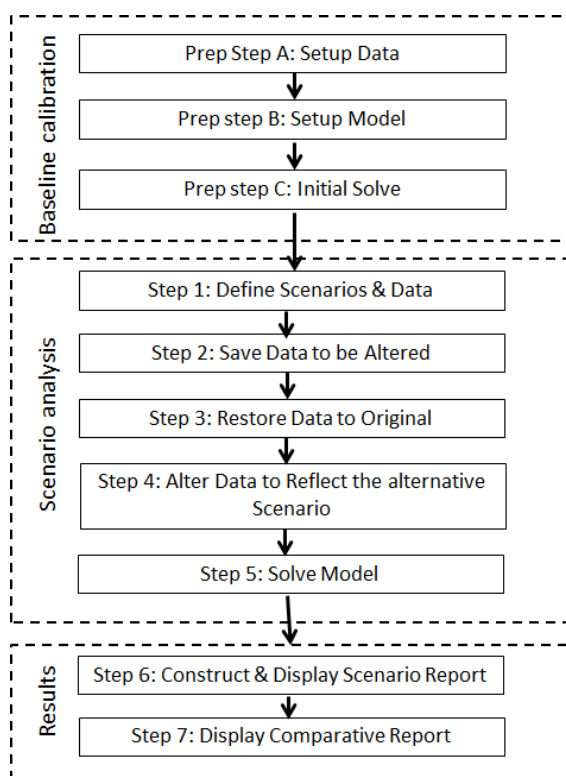 Baseline calibration
Prep Step A: Setup Data
Prep step B: Setup Model
Prep step C: Initial Solve
Scenario analysis
Step 1: Define Scenarios & Data
Step 2: Save Data to be Altered
Step 3: Restore Data to Original
Step 4: Alter Data to Reflect the alternative
Scenario
Step 5: Solve Model
Results
Step 6: Construct & Display Scenario Report
Step 7: Display Comparative Report